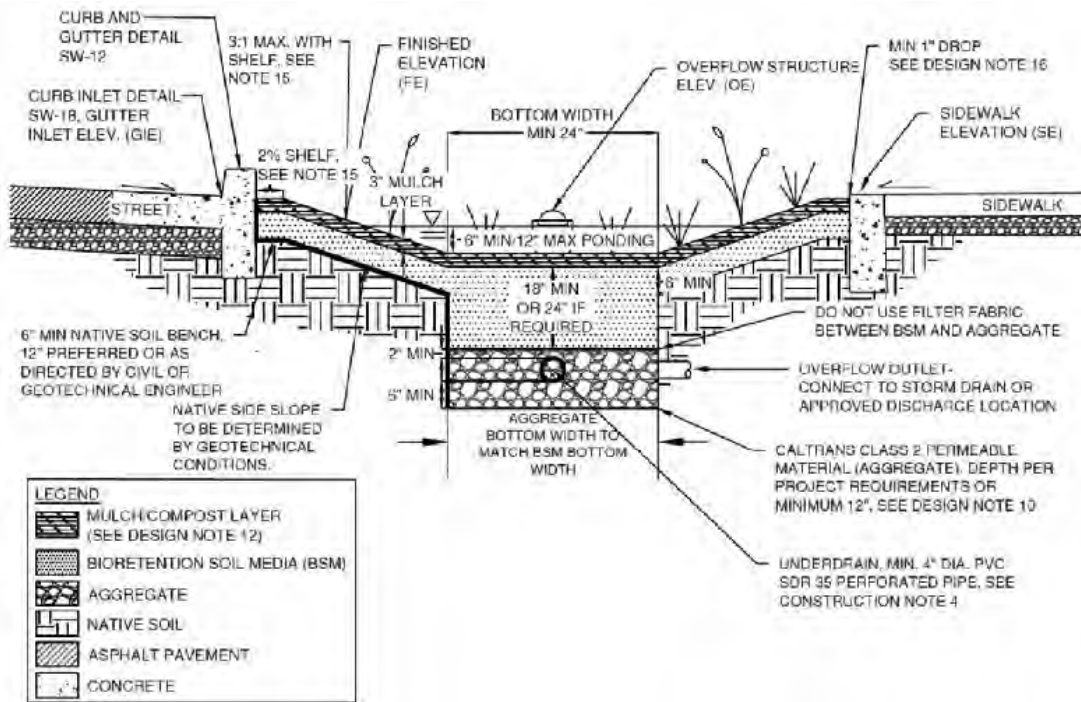 CURB AND
GUTTER DETAIL
SW-12
3:1 MAX. WITH
SHELF, SEE
NOTE 15
FINISHED
ELEVATION
(FE)
OVERFLOW STRUCTURE
ELEV. (OE)
MIN 1" DROP
SEE DESIGN NOTE 16
CURB INLET DETAIL
SW-18, GUTTER
INLET ELEV. (GIE)
BOTTOM WIDTH
MIN 24"
SIDEWALK
ELEVATION (SE)
2% SHELF,
SEE NOTE 15
3" MULCH
LAYER
STREET
SIDEWALK
6" MIN/12" MAX PONDING
18" MIN
OR 24" IF
REQUIRED
6" MIN
DO NOT USE FILTER FABRIC
BETWEEN BSM AND AGGREGATE
6" MIN NATIVE SOIL BENCH,
12" PREFERRED OR AS
DIRECTED BY CIVIL OR
GEOTECHNICAL ENGINEER
2" MIN
6" MIN
OVERFLOW OUTLET-
CONNECT TO STORM DRAIN OR
APPROVED DISCHARGE LOCATION
NATIVE SIDE SLOPE
TO BE DETERMINED
BY GEOTECHNICAL
CONDITIONS.
AGGREGATE
BOTTOM WIDTH TO
MATCH BSM BOTTOM
WIDTH
CALTRANS CLASS 2 PERMEABLE
MATERIAL (AGGREGATE). DEPTH PER
PROJECT REQUIREMENTS OR
MINIMUM 12", SEE DESIGN NOTE 10
UNDERDRAIN, MIN. 4" DIA. PVC
SDR 35 PERFORATED PIPE, SEE
CONSTRUCTION NOTE 4
LEGEND
MULCH/COMPOST LAYER
(SEE DESIGN NOTE 12)
BIORETENTION SOIL MEDIA (BSM)
AGGREGATE
NATIVE SOIL
ASPHALT PAVEMENT
CONCRETE